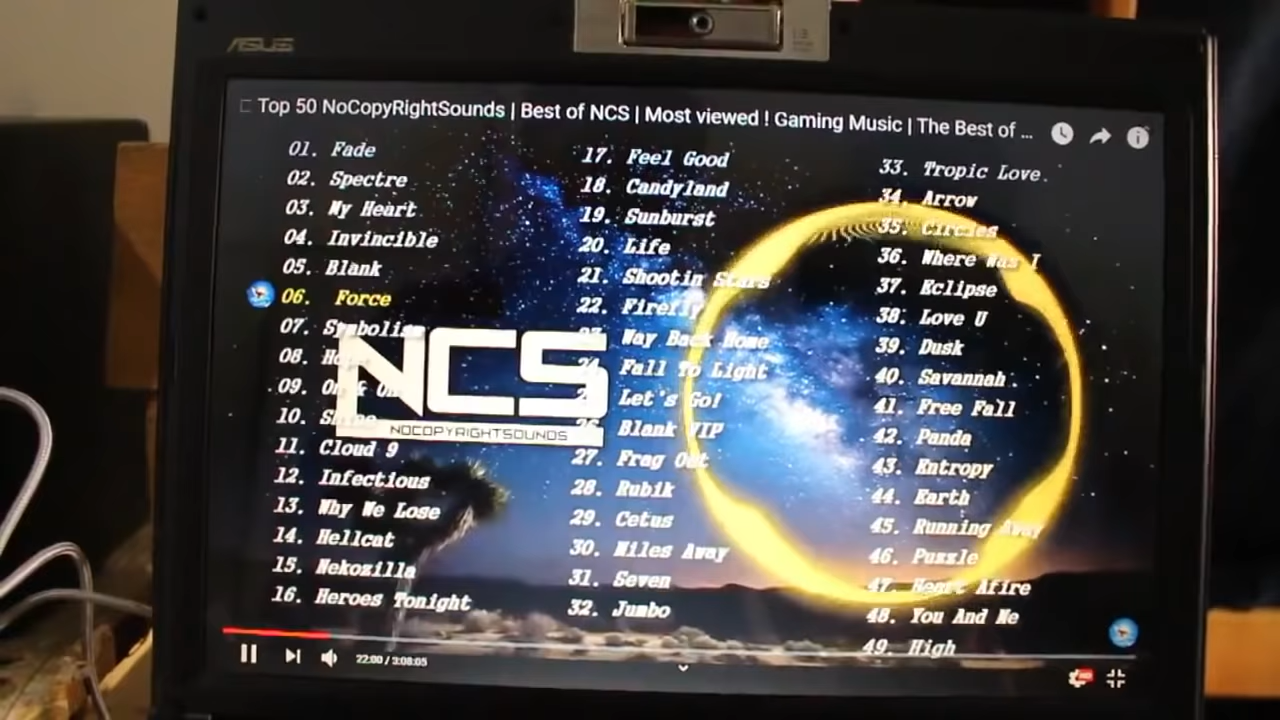 ASUS
Top 50 NoCopyRightSounds | Best of NCS | Most viewed ! Gaming Music | The Best of ...
01. Fade
02. Spectre
03. My Heart
04. Invincible
05. Blank
06. Force
07. Symbolism
08.
09. On & On
10. Shine
11. Cloud 9
12. Infectious
13. Why We Lose
14. Hellcat
15. Nekozilla
16. Heroes Tonight
17. Feel Good
18. Candyland
19. Sunburst
20. Life
21. Shootin Stars
22. Firefly
23. Way Back Home
24. Fall To Light
Let's Go!
26. Blank VIP
27. Frag Out
28. Rubik
29. Cetus
30. Miles Away
31. Seven
32. Jumbo
33. Tropic Love
34. Arrow
35. Circles
36. Where Was I
37. Eclipse
38. Love U
39. Dusk
40. Savannah
41. Free Fall
42. Panda
43. Entropy
44. Earth
45. Running Away
46. Puzzle
47. Heart Afire
48. You And Me
49. High
NCS
NOCOPYRIGHTSOUNDS
22:00 / 3:08:05